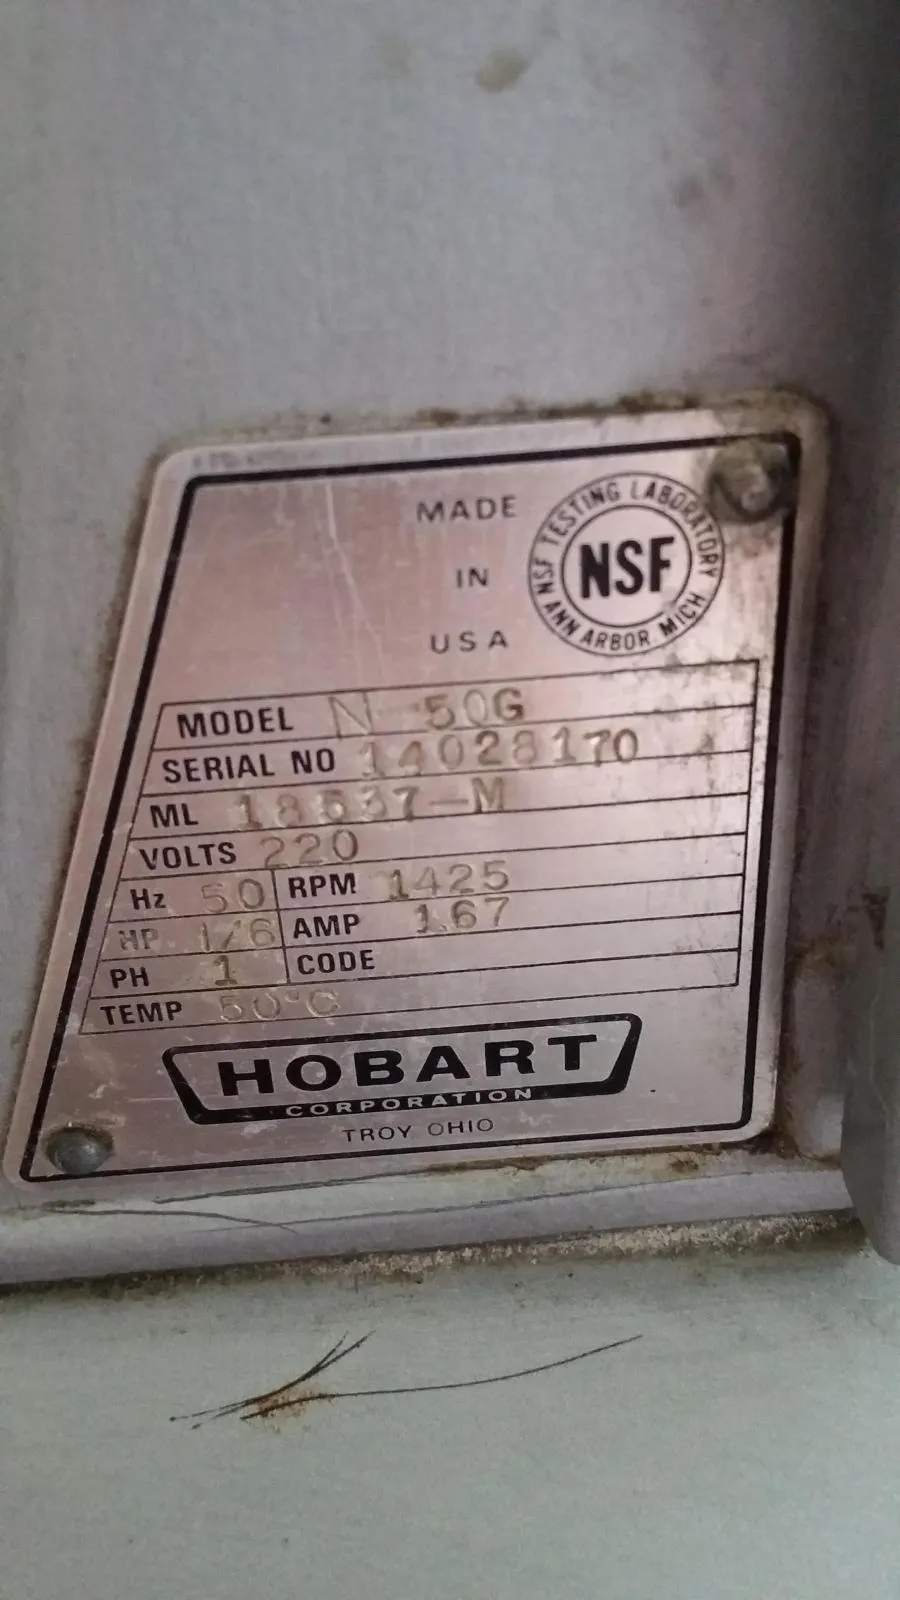 MADE
IN
USA
NSF TESTING LABORATORY
NSF
ANN ARBOR MICH
MODEL N-50G
SERIAL NO 14028170
ML 18637-M
VOLTS 220
Hz 50 RPM 1425
HP 1/6 AMP 1.67
PH 1 CODE
TEMP 50°C
HOBART
CORPORATION
TROY OHIO